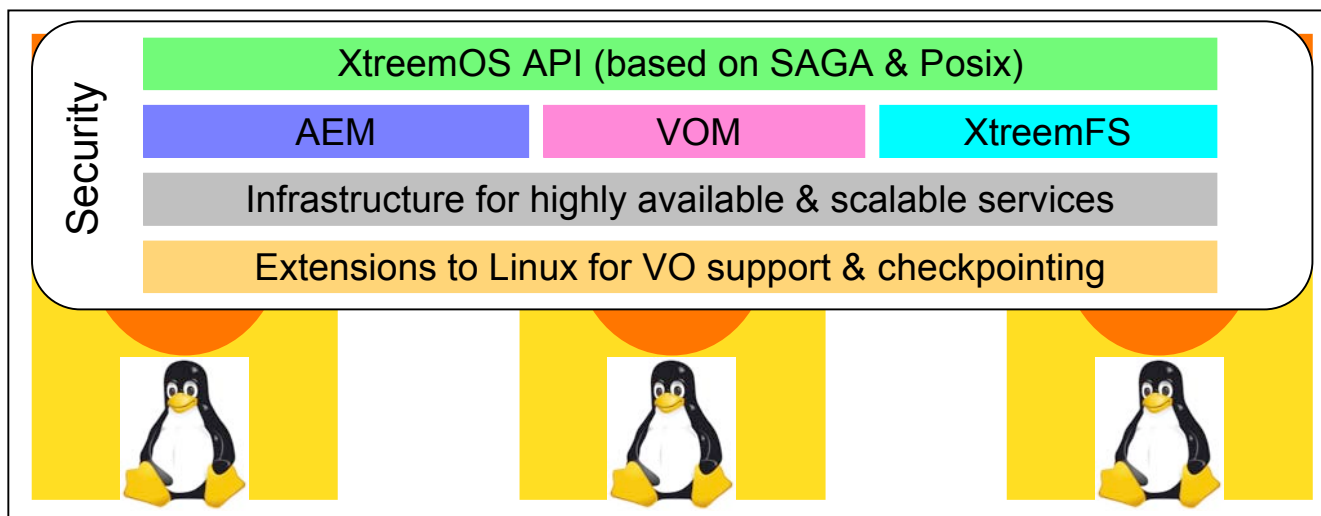 Security
XtreemOS API (based on SAGA & Posix)
AEM
VOM
XtreemFS
Infrastructure for highly available & scalable services
Extensions to Linux for VO support & checkpointing